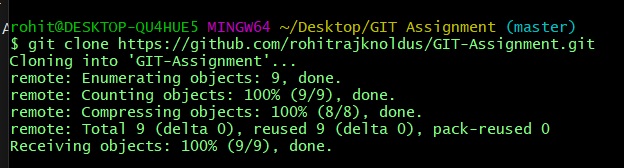 rohit@DESKTOP-QU4HUE5 MINGW64 ~/Desktop/GIT Assignment (master)
$ git clone https://github.com/rohitrajknoldus/GIT-Assignment.git
Cloning into 'GIT-Assignment'...
remote: Enumerating objects: 9, done.
remote: Counting objects: 100% (9/9), done.
remote: Compressing objects: 100% (8/8), done.
remote: Total 9 (delta 0), reused 9 (delta 0), pack-reused 0
Receiving objects: 100% (9/9), done.